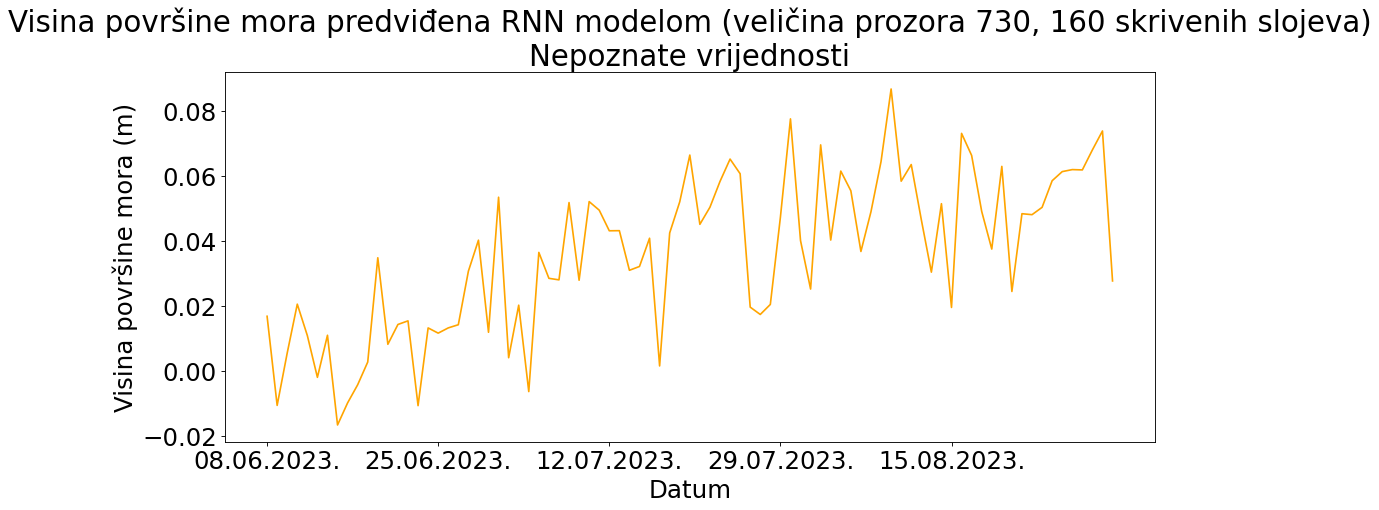 Visina površine mora predviđena RNN modelom (veličina prozora 730, 160 skrivenih slojeva)
Nepoznate vrijednosti
Visina površine mora (m)
0.08
0.06
0.04
0.02
0.00
−0.02
08.06.2023. 25.06.2023. 12.07.2023. 29.07.2023. 15.08.2023.
Datum